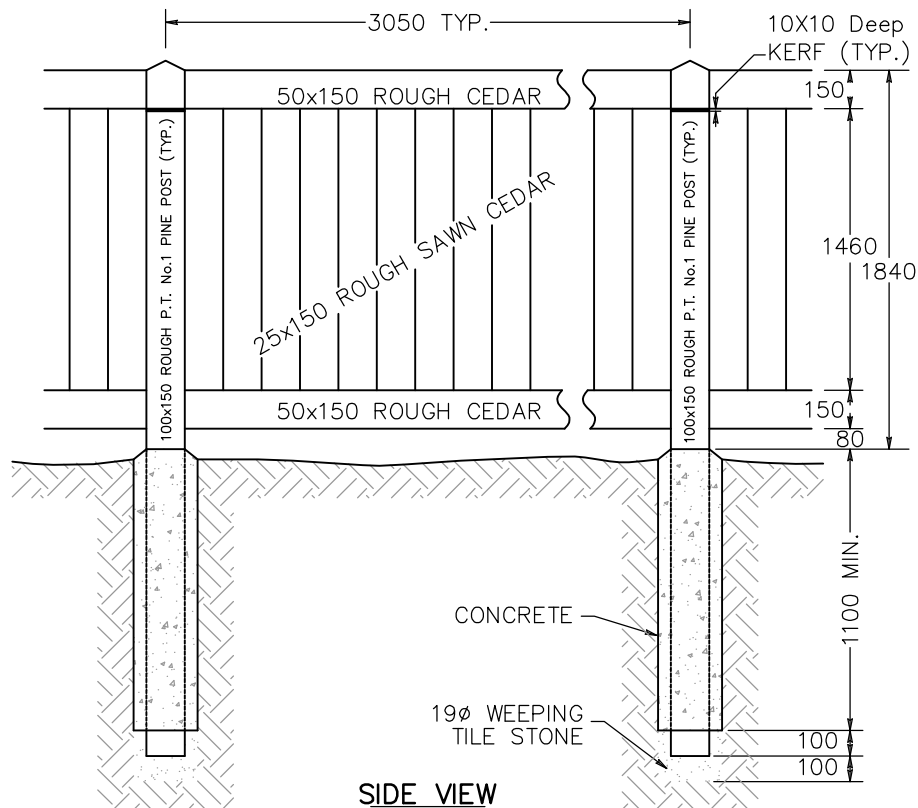 3050 TYP.
10X10 Deep
KERF (TYP.)
50x150 ROUGH CEDAR
150
100x150 ROUGH P.T. No.1 PINE POST (TYP.)
25x150 ROUGH SAWN CEDAR
100x150 ROUGH P.T. No.1 PINE POST (TYP.)
1460
1840
50x150 ROUGH CEDAR
150
80
1100 MIN.
CONCRETE
19ø WEEPING
TILE STONE
100
100
SIDE VIEW